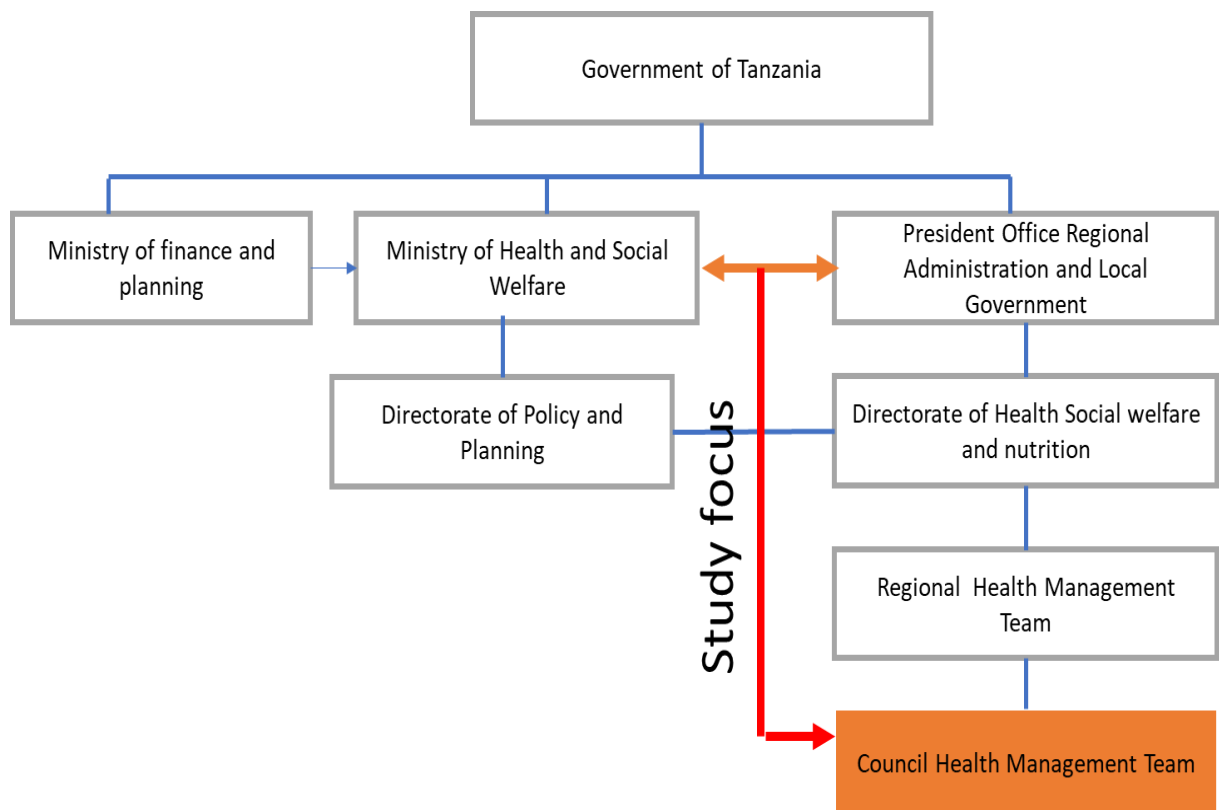 Government of Tanzania
Ministry of finance and
planning
Ministry of Health and Social
Welfare
President Office Regional
Administration and Local
Government
Directorate of Policy and
Planning
Directorate of Health Social welfare
and nutrition
Study focus
Regional Health Management
Team
Council Health Management Team